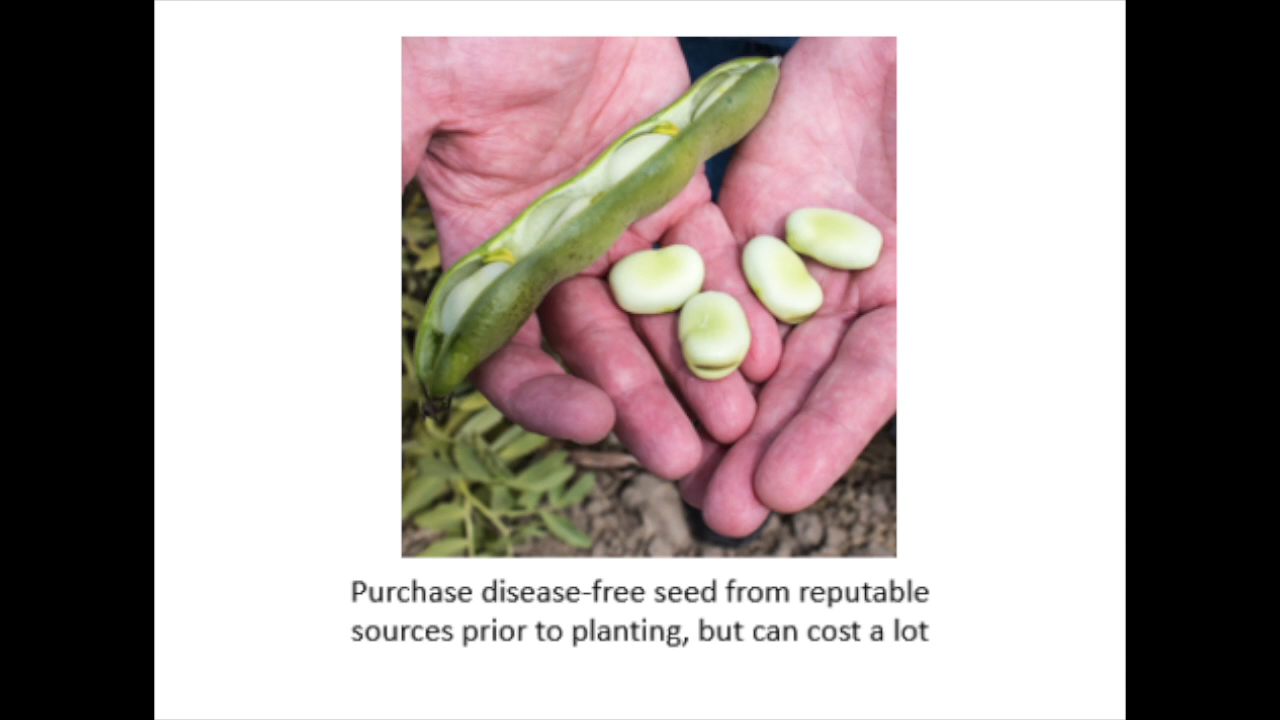 Purchase disease-free seed from reputable
sources prior to planting, but can cost a lot